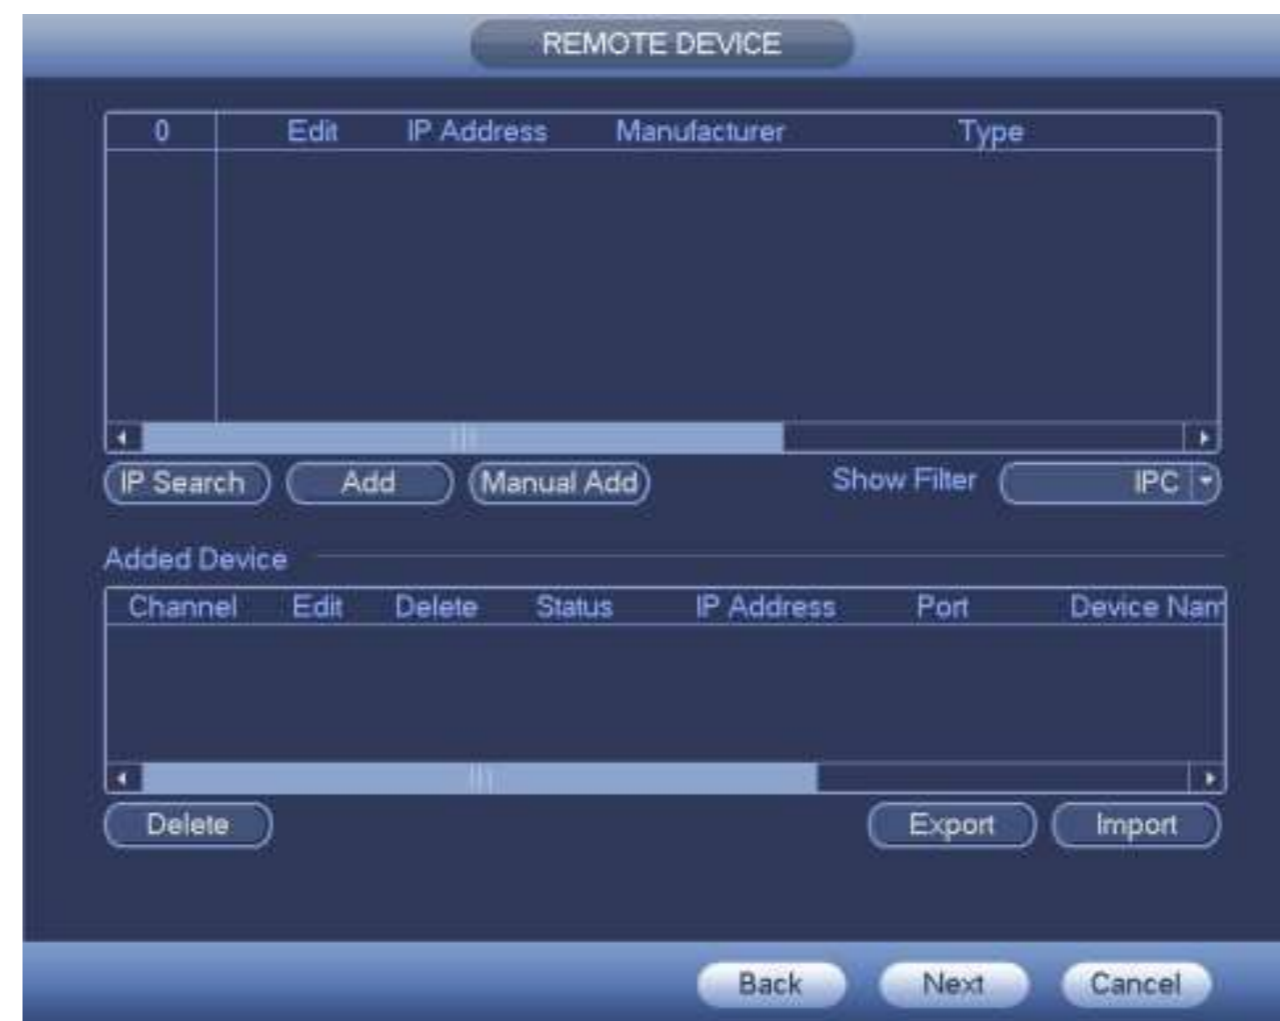 REMOTE DEVICE
0 Edit IP Address Manufacturer Type
IP Search Add Manual Add Show Filter IPC
Added Device
Channel Edit Delete Status IP Address Port Device Nam
Delete Export Import
Back Next Cancel